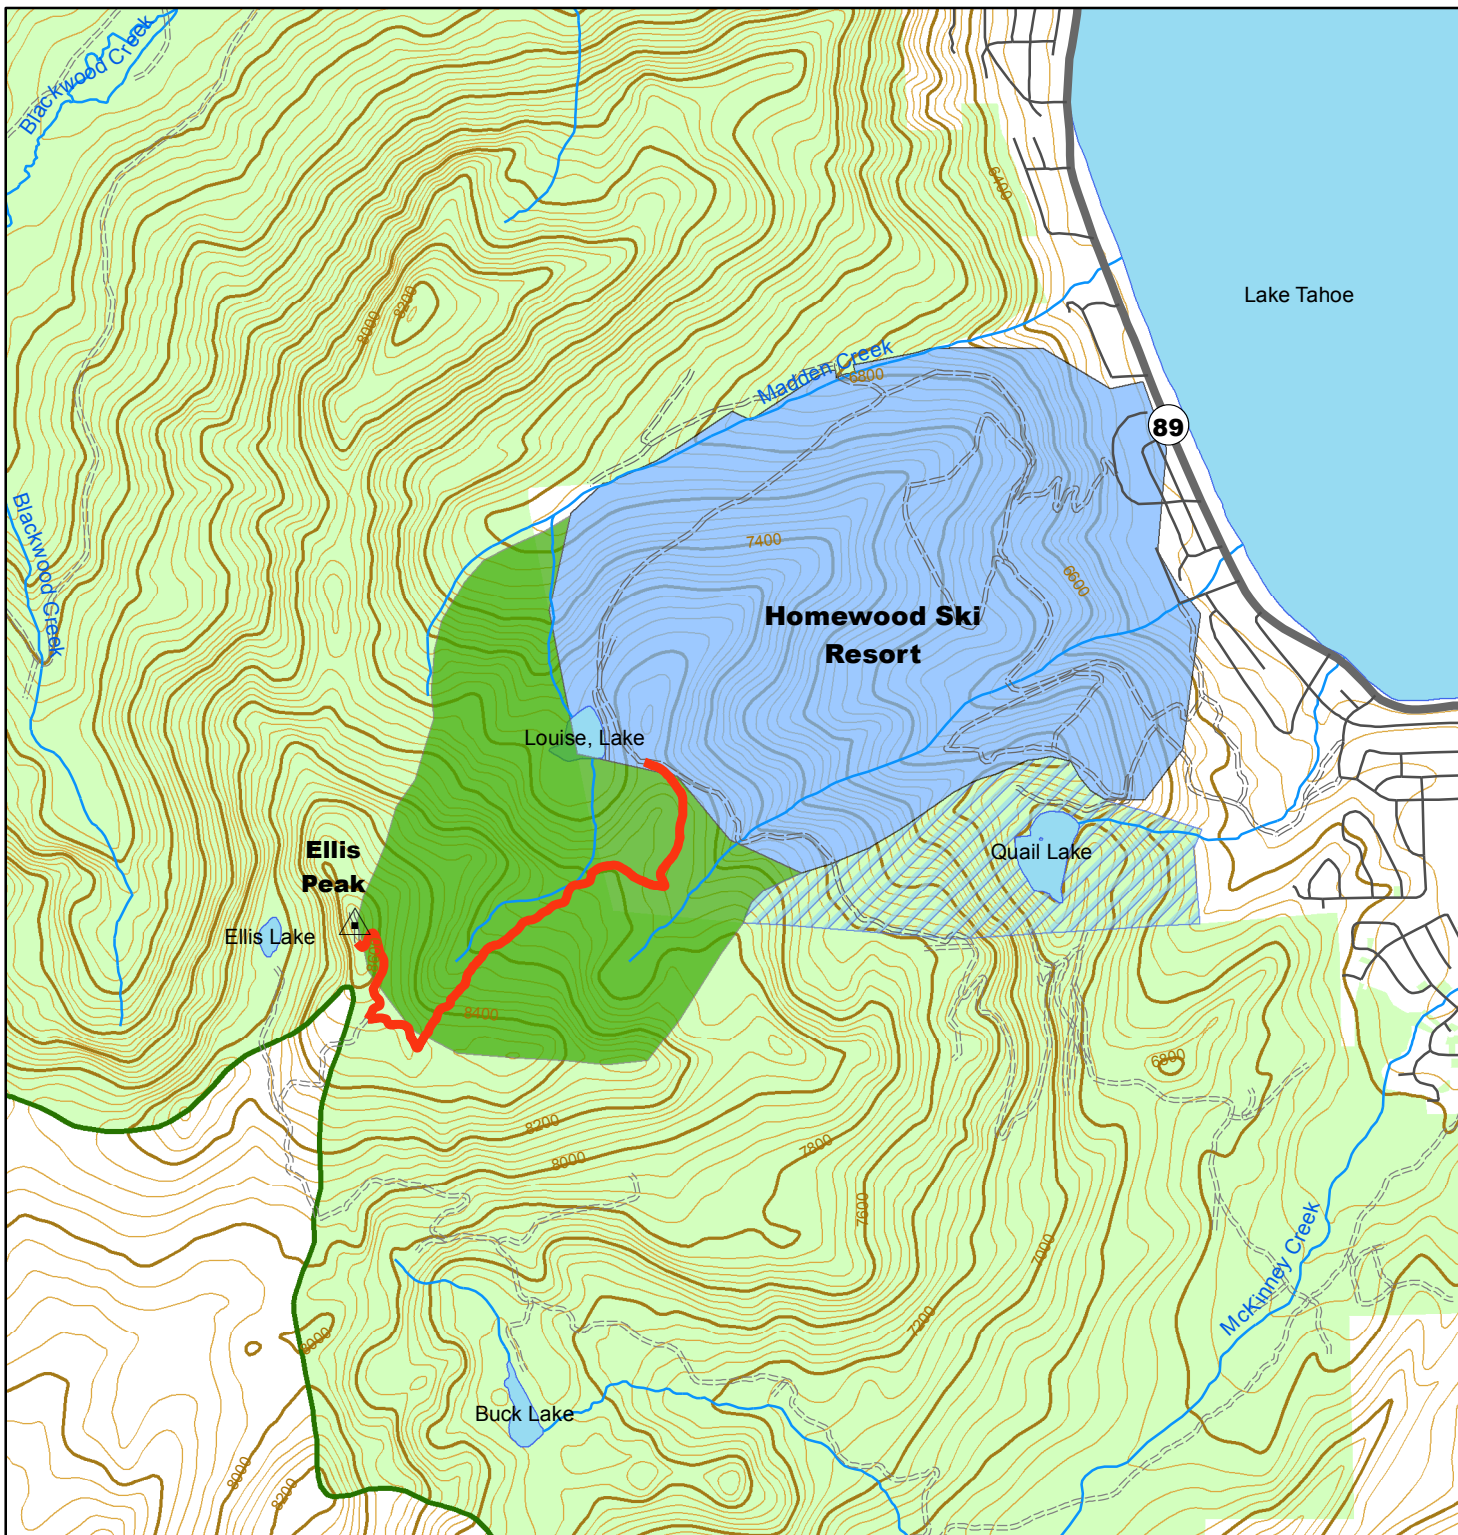 Blackwood Creek
6400
Lake Tahoe
8200
8000
Madden Creek
6800
89
Blackwood Creek
7400
6600
Homewood Ski
Resort
Louise, Lake
Ellis
Peak
Quail Lake
Ellis Lake
8400
6800
8200
7800
8000
7600
7000
McKinney Creek
7200
8000
Buck Lake
8000
8200